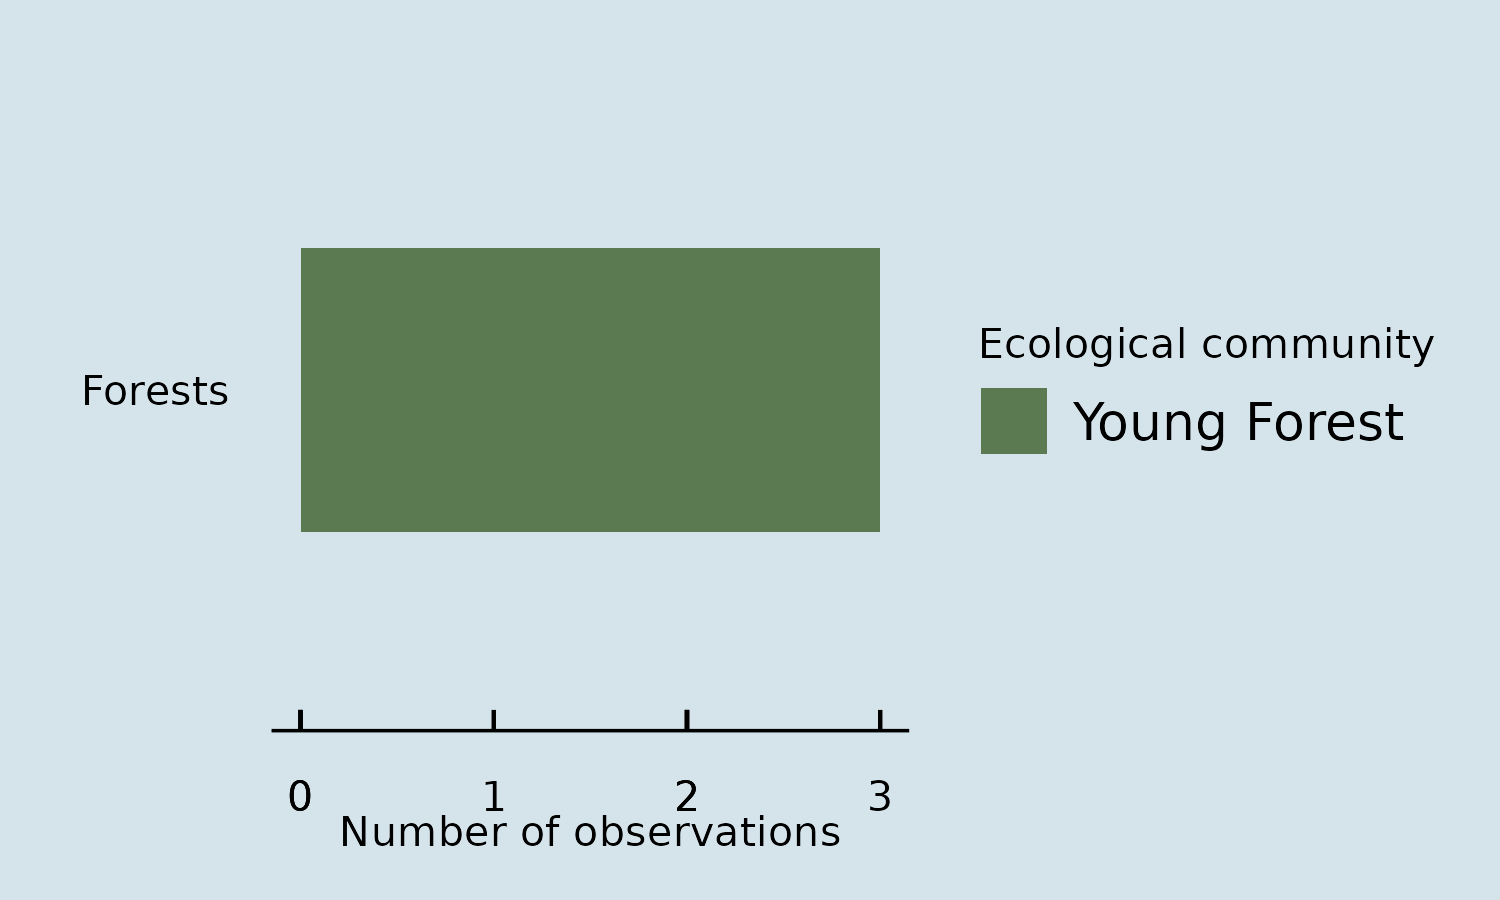 Forests
Ecological community
Young Forest
0 1 2 3
Number of observations